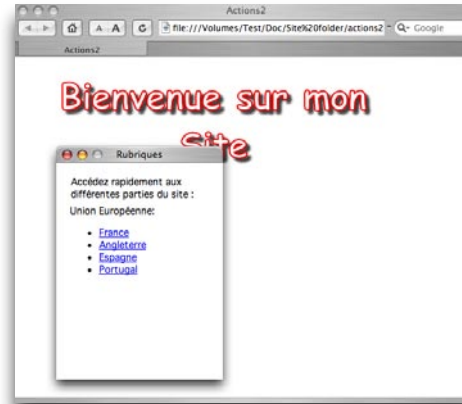 Actions2
A A C file:///Volumes/Test/Doc/Site%20folder/actions2 Q Google
Actions2
Bienvenue sur mon
Site
Rubriques
Accédez rapidement aux
différentes parties du site :
Union Européenne:
• France
• Angleterre
• Espagne
• Portugal